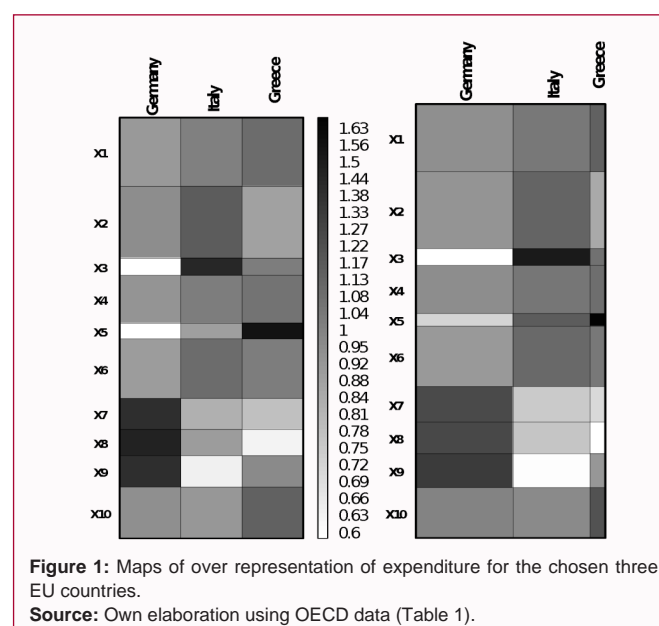 Germany
Italy
Greece
X1
X2
X3
X4
X5
X6
X7
X8
X9
X10
1.63
1.56
1.5
1.44
1.38
1.33
1.27
1.22
1.17
1.13
1.08
1.04
1
0.95
0.92
0.88
0.84
0.81
0.78
0.75
0.72
0.69
0.66
0.63
0.6
Germany
Italy
Greece
X1
X2
X3
X4
X5
X6
X7
X8
X9
X10
Figure 1: Maps of over representation of expenditure for the chosen three
EU countries.
Source: Own elaboration using OECD data (Table 1).